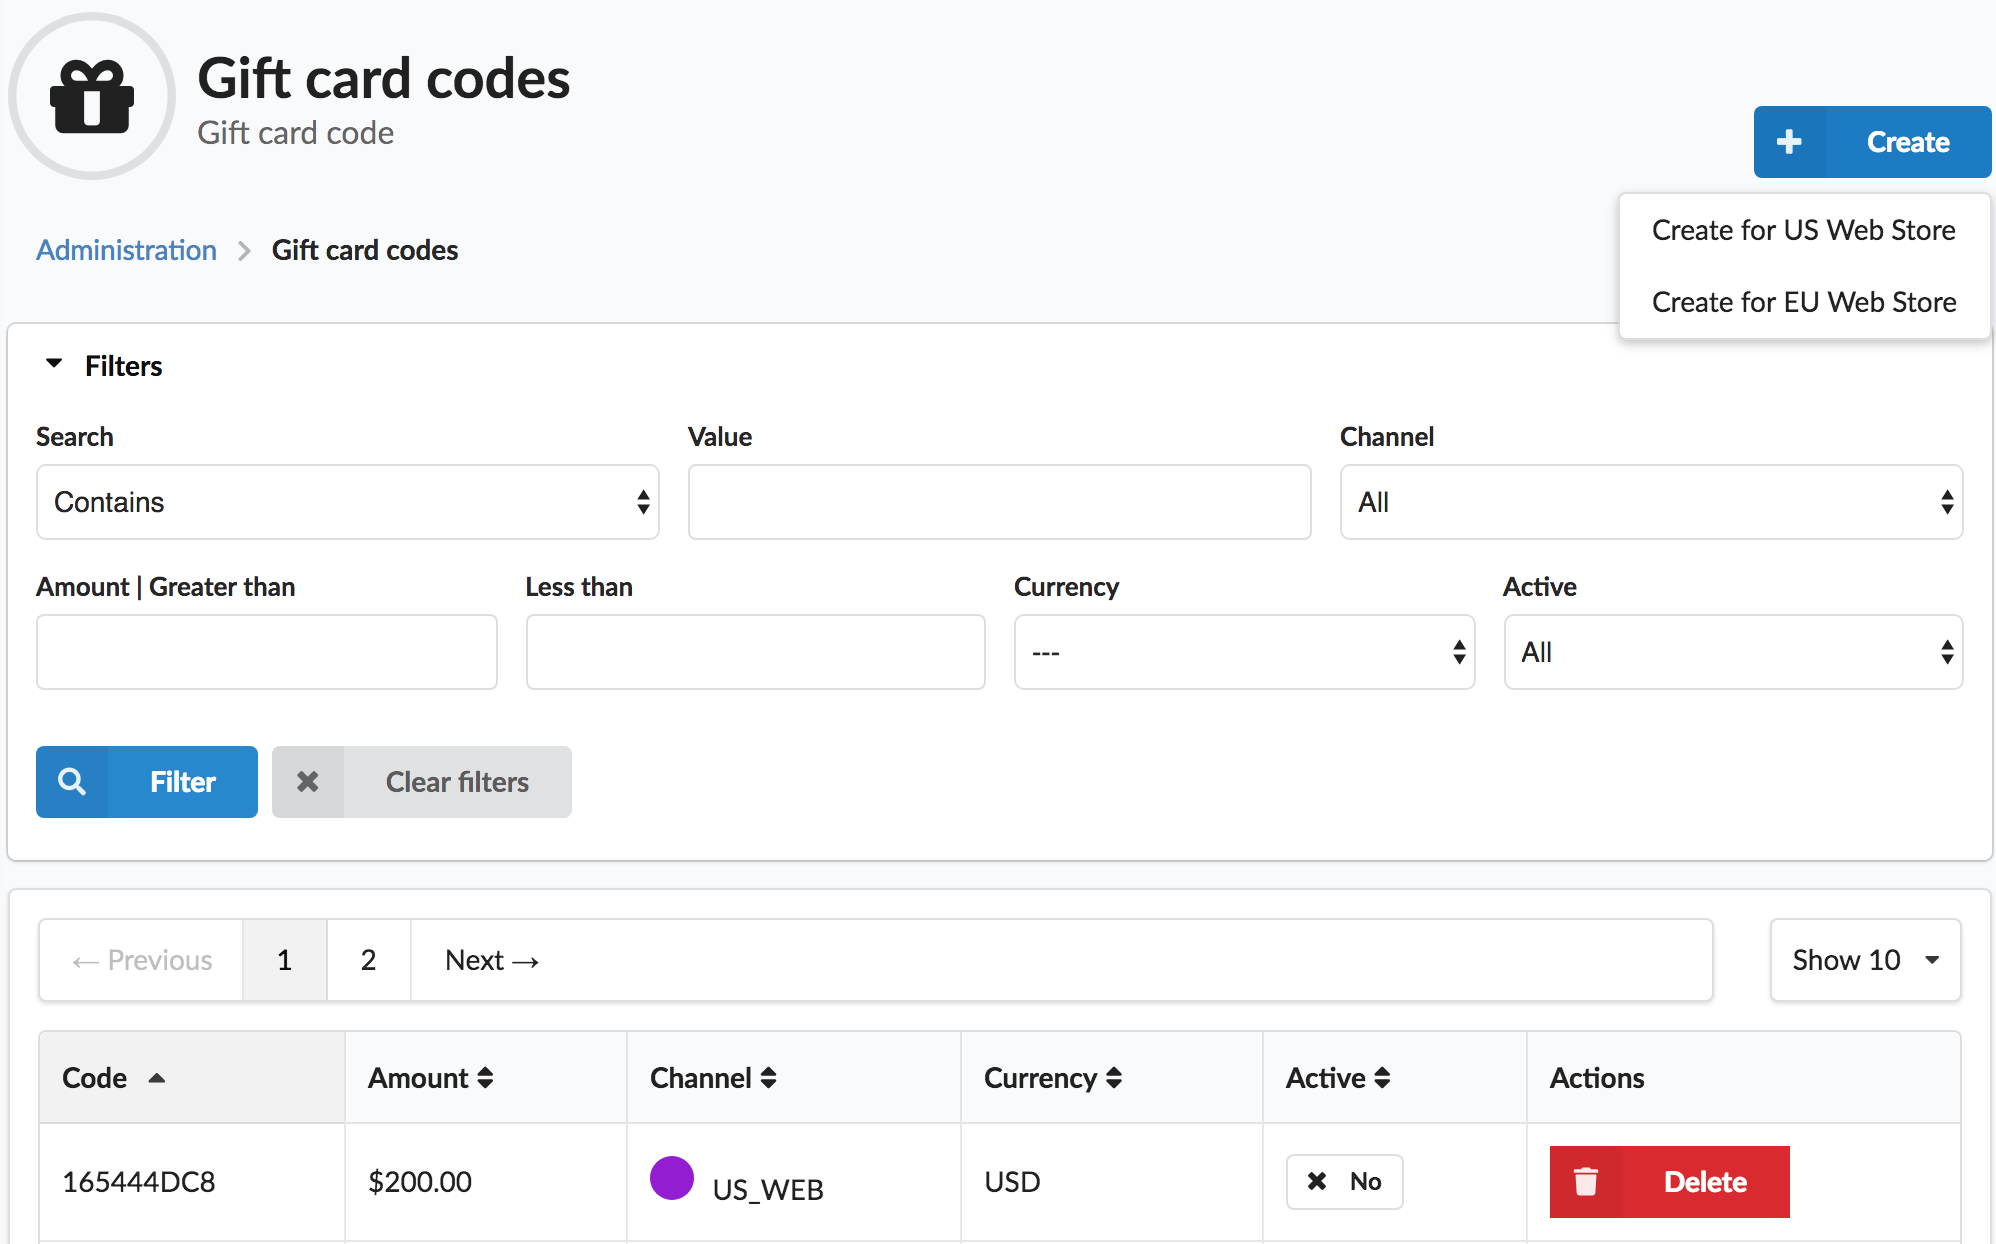 Gift card codes
Gift card code
Create
Create for US Web Store
Create for EU Web Store
Administration Gift card codes
Filters
Search Value Channel
Contains All
Amount | Greater than Less than Currency Active
--- All
Filter Clear filters
← Previous 1 2 Next → Show 10
Code Amount Channel Currency Active Actions
165444DC8 $200.00 US_WEB USD No Delete